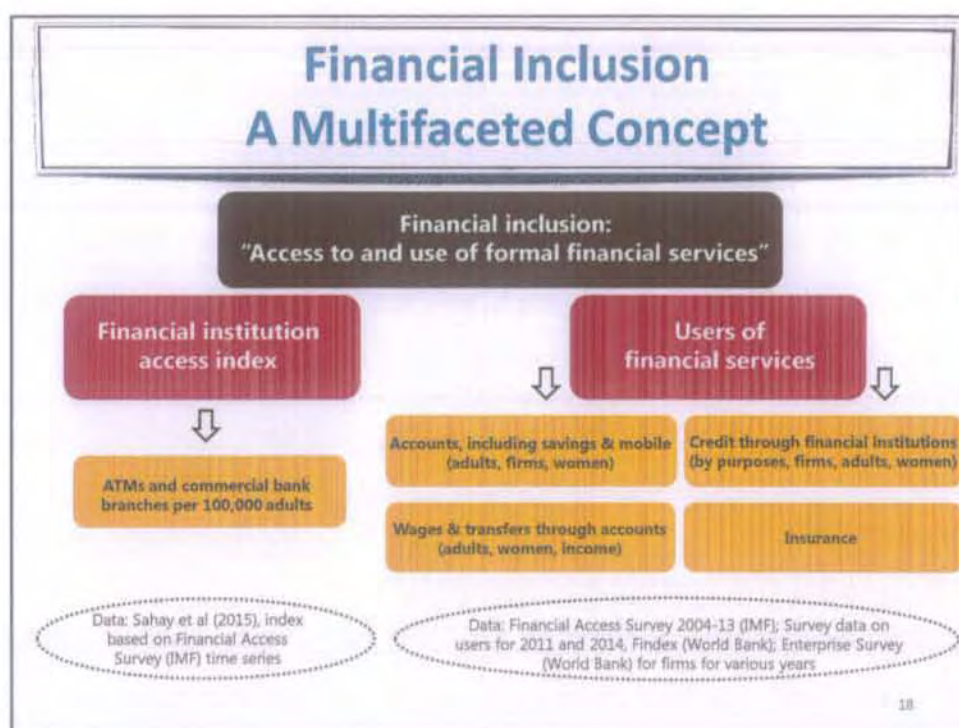 Financial Inclusion
A Multifaceted Concept
Financial inclusion:
"Access to and use of formal financial services"
Financial institution
access index
Users of
financial services
ATMs and commercial bank
branches per 100,000 adults
Accounts, including savings & mobile
(adults, firms, women)
Credit through financial institutions
(by purposes, firms, adults, women)
Wages & transfers through accounts
(adults, women, income)
Insurance
Data: Sahay et al (2015), index
based on Financial Access
Survey (IMF) time series
Data: Financial Access Survey 2004-13 (IMF); Survey data on
users for 2011 and 2014, Findex (World Bank); Enterprise Survey
(World Bank) for firms for various years
18